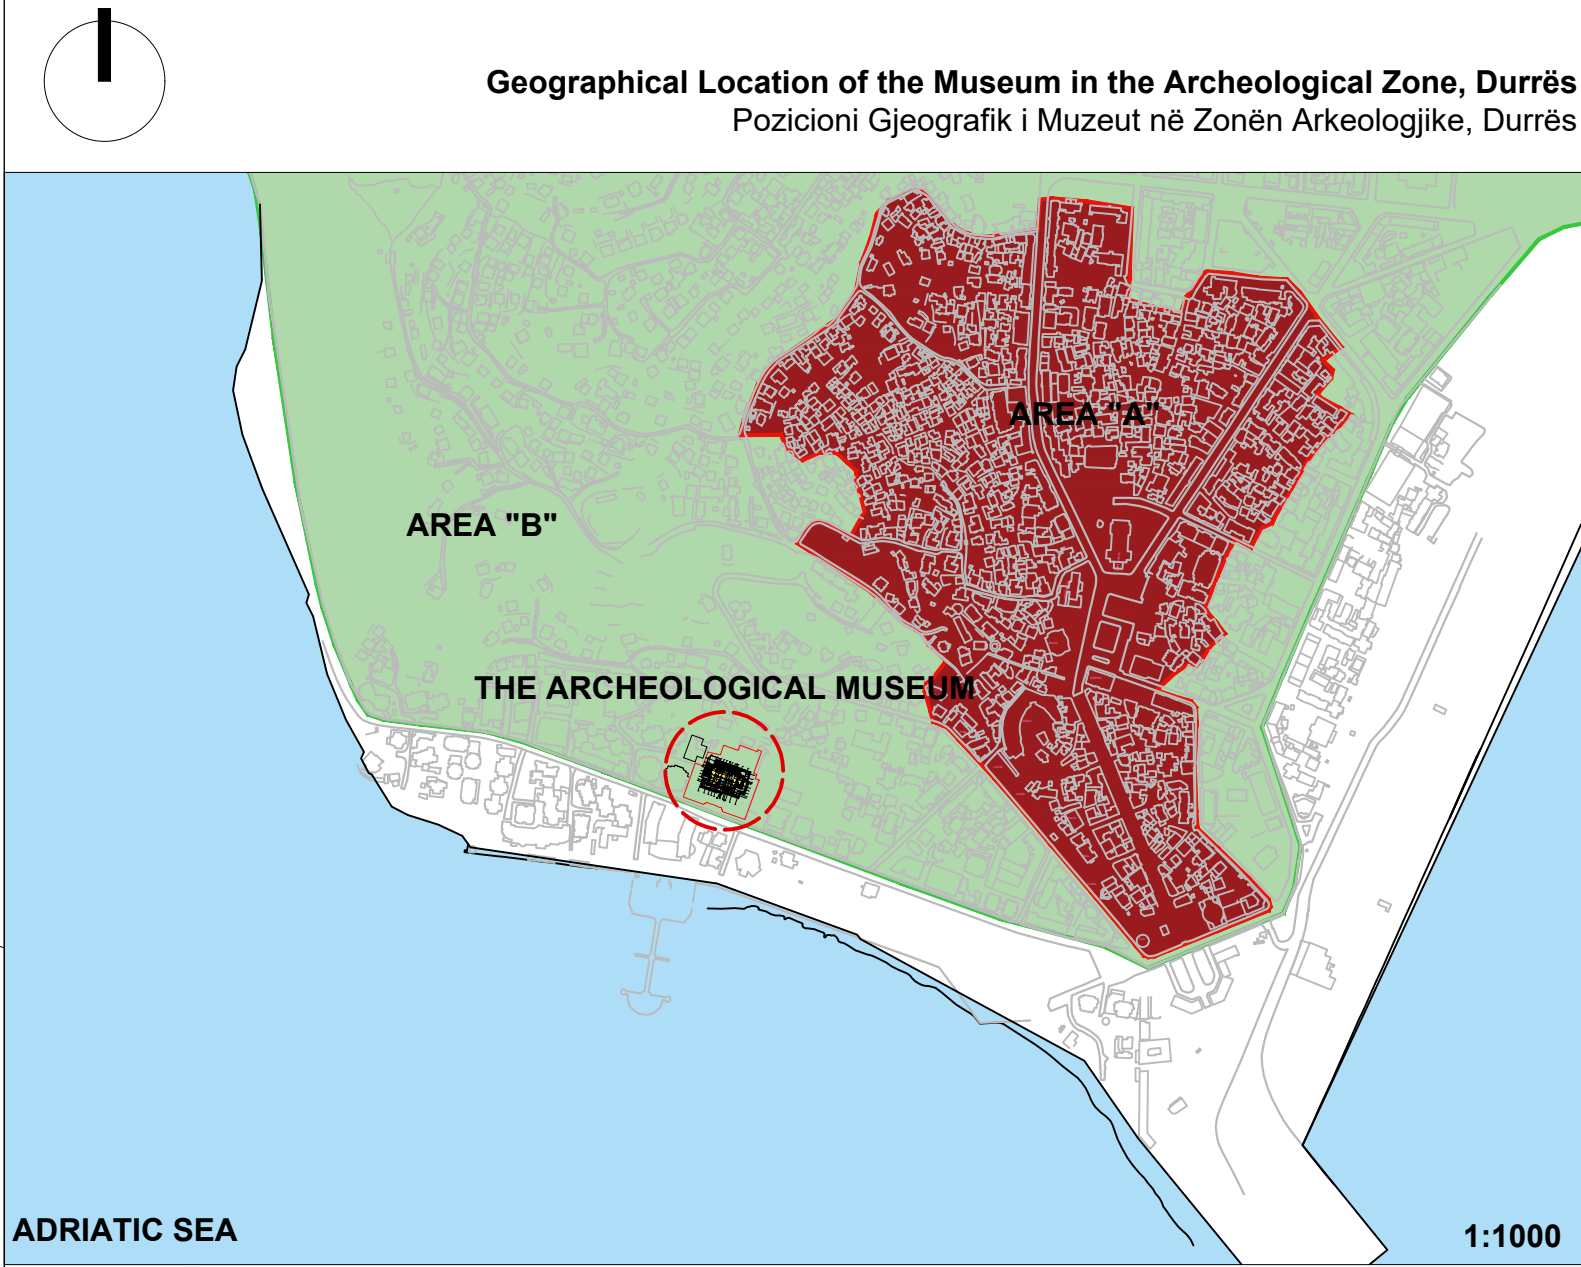 Geographical Location of the Museum in the Archeological Zone, Durrës
Pozicioni Gjeografik i Muzeut në Zonën Arkeologjike, Durrës
AREA "A"
AREA "B"
THE ARCHEOLOGICAL MUSEUM
ADRIATIC SEA
1:1000